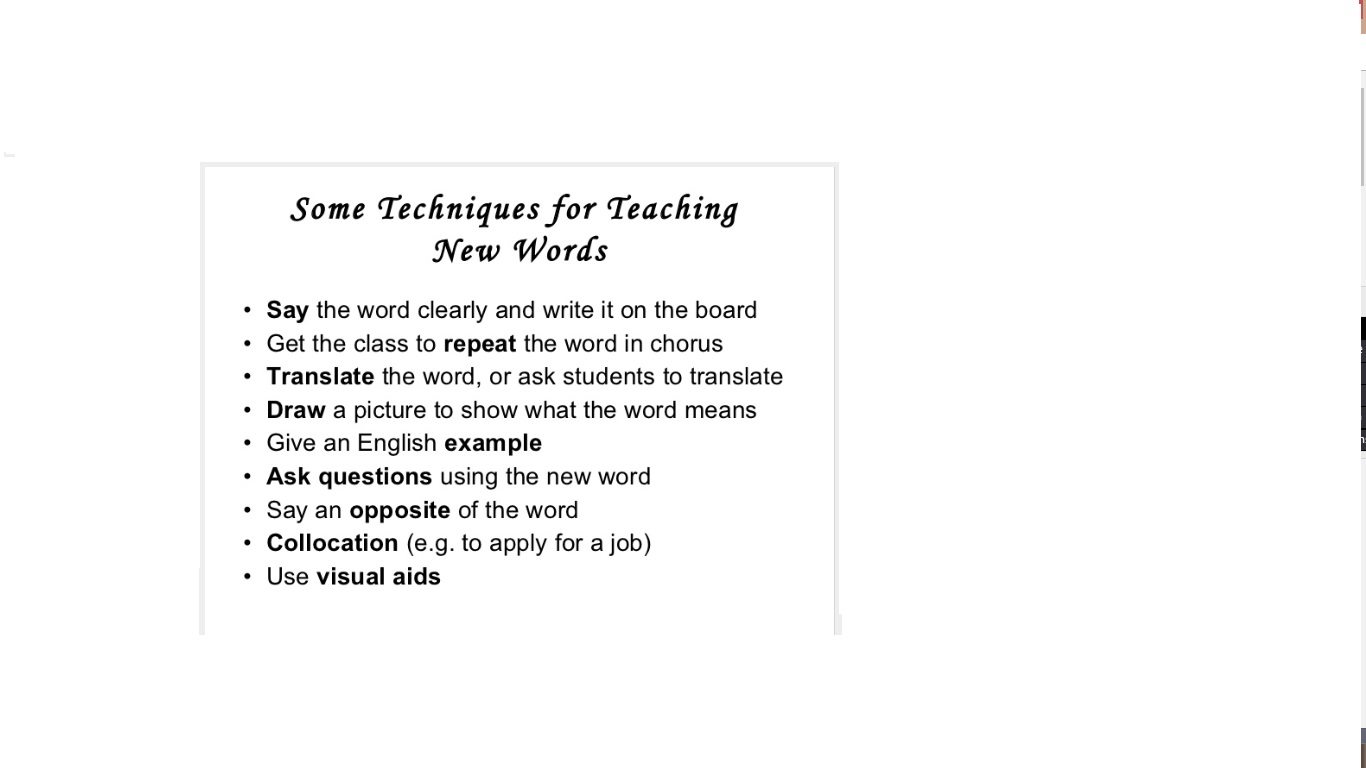 Some Techniques for Teaching
New Words
• Say the word clearly and write it on the board
• Get the class to repeat the word in chorus
• Translate the word, or ask students to translate
• Draw a picture to show what the word means
• Give an English example
• Ask questions using the new word
• Say an opposite of the word
• Collocation (e.g. to apply for a job)
• Use visual aids